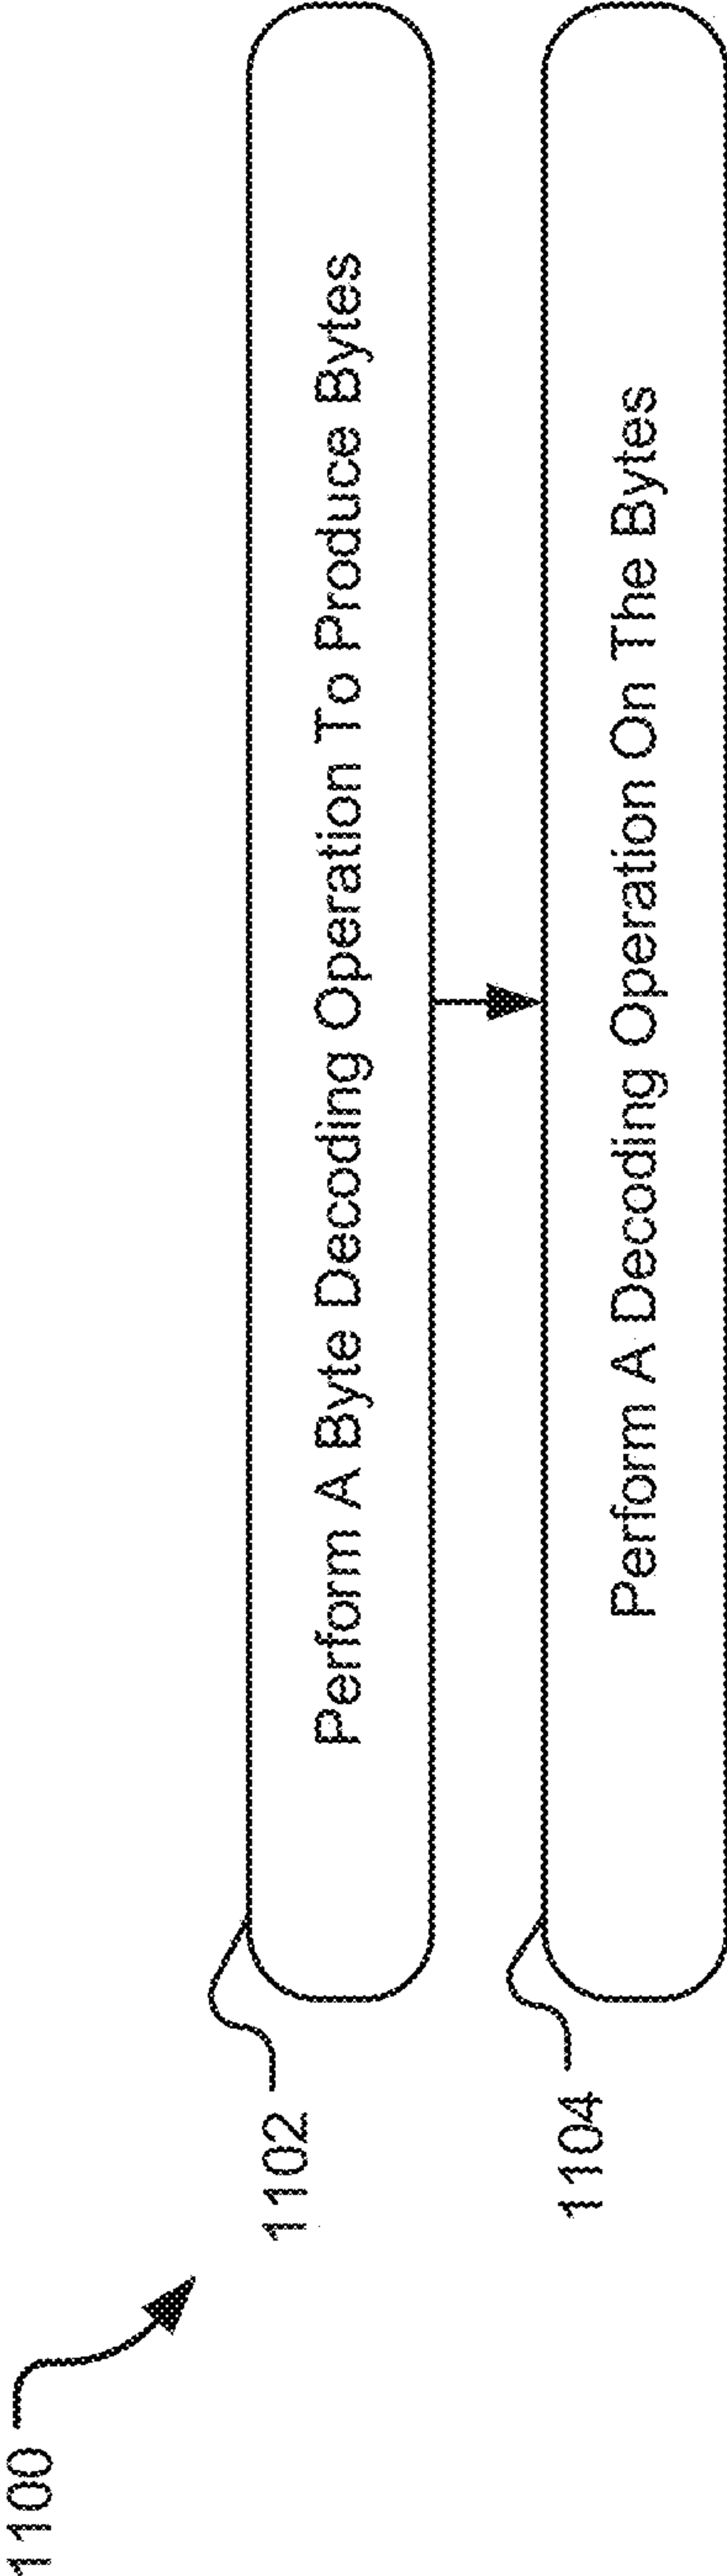 1100
1102
Perform A Byte Decoding Operation To Produce Bytes
1104
Perform A Decoding Operation On The Bytes